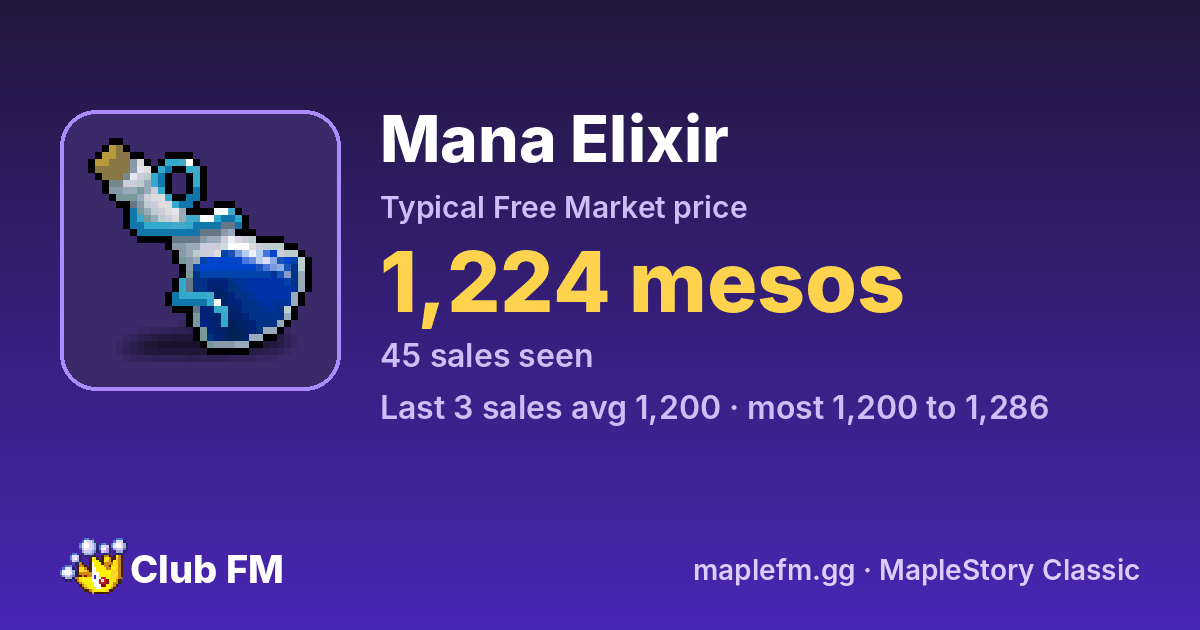 Mana Elixir
Typical Free Market price
1,224 mesos
45 sales seen
Last 3 sales avg 1,200 · most 1,200 to 1,286
Club FM
maplefm.gg · MapleStory Classic